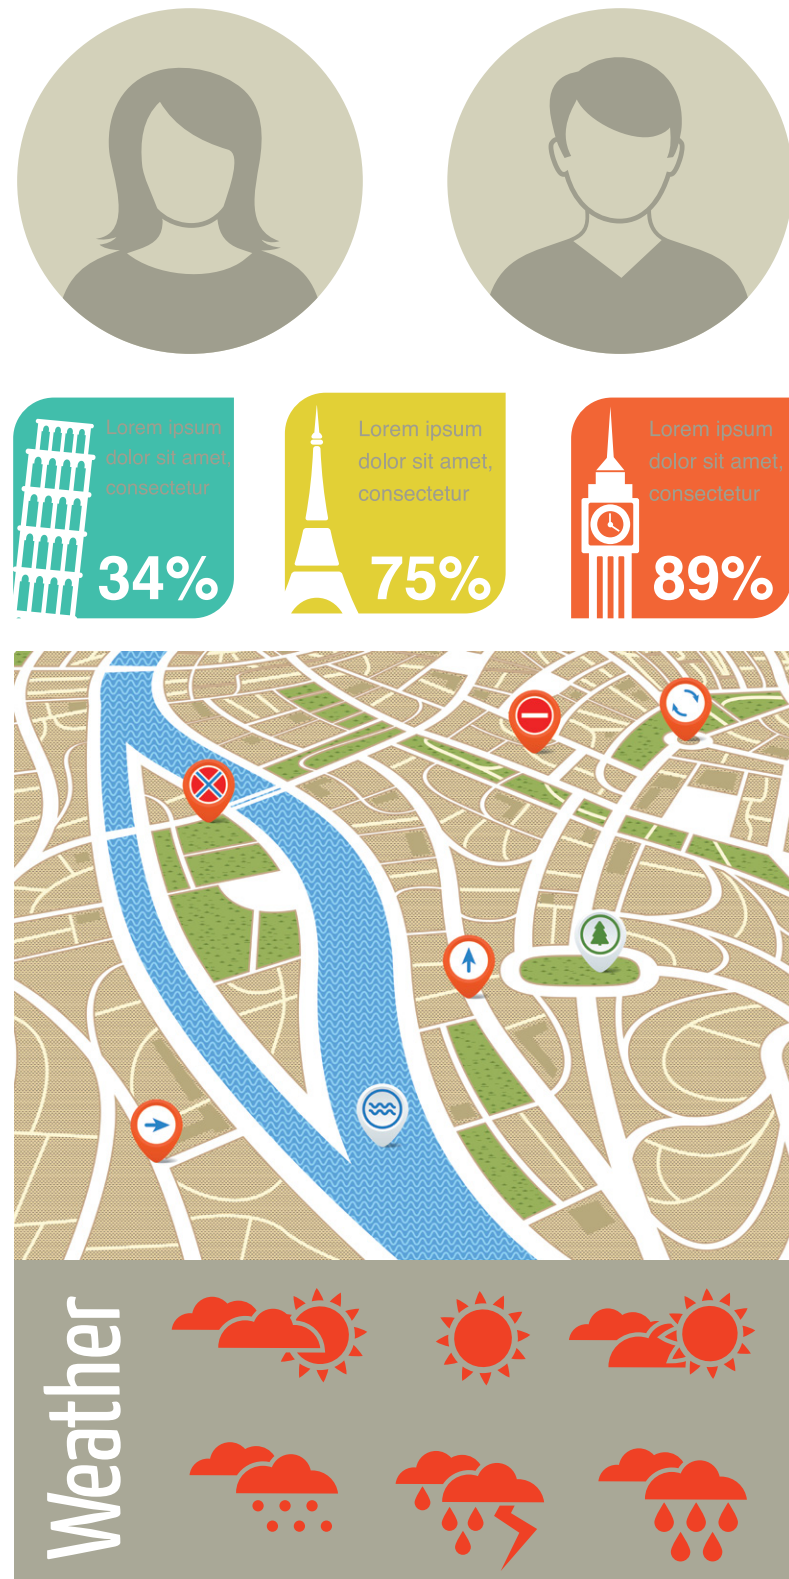 Lorem ipsum
dolor sit amet,
consectetur
34%
Lorem ipsum
dolor sit amet,
consectetur
75%
Lorem ipsum
dolor sit amet,
consectetur
89%
Weather